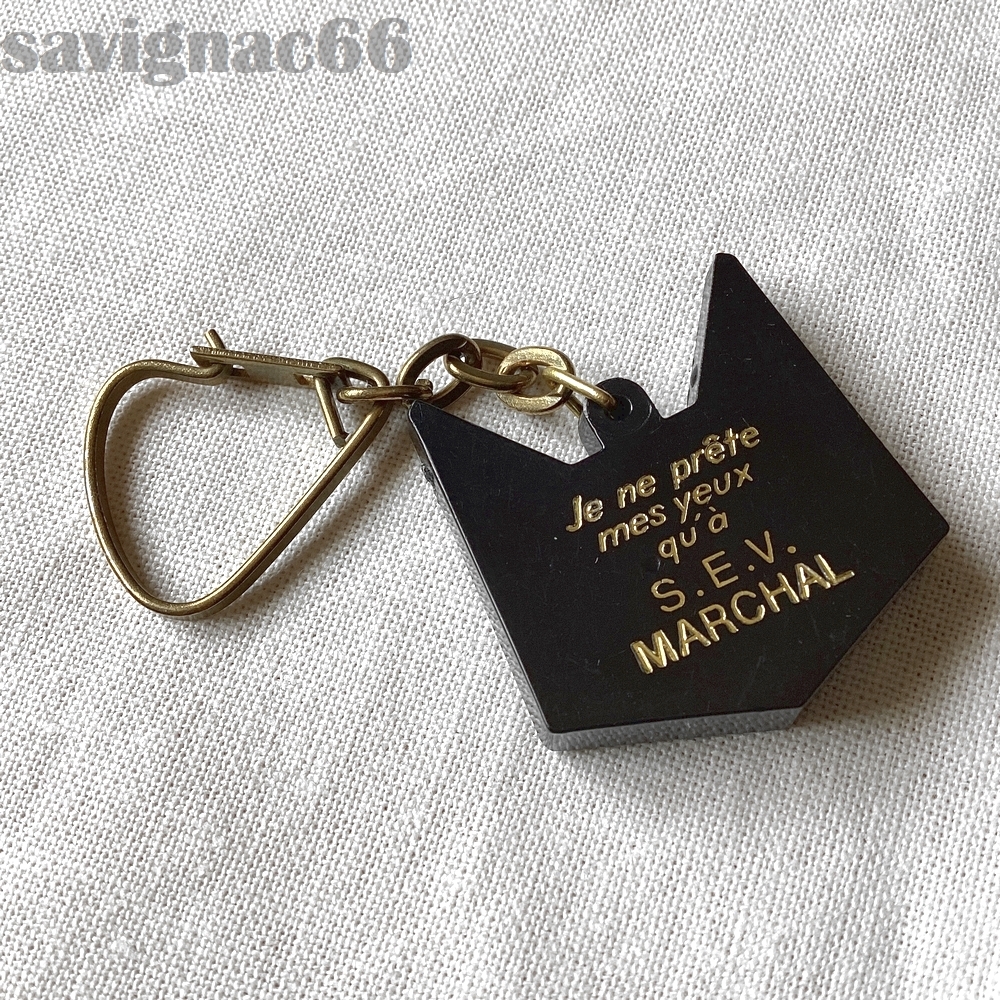 savignac66
Je ne prête
mes yeux
qu'à
S.E.V.
MARCHAL